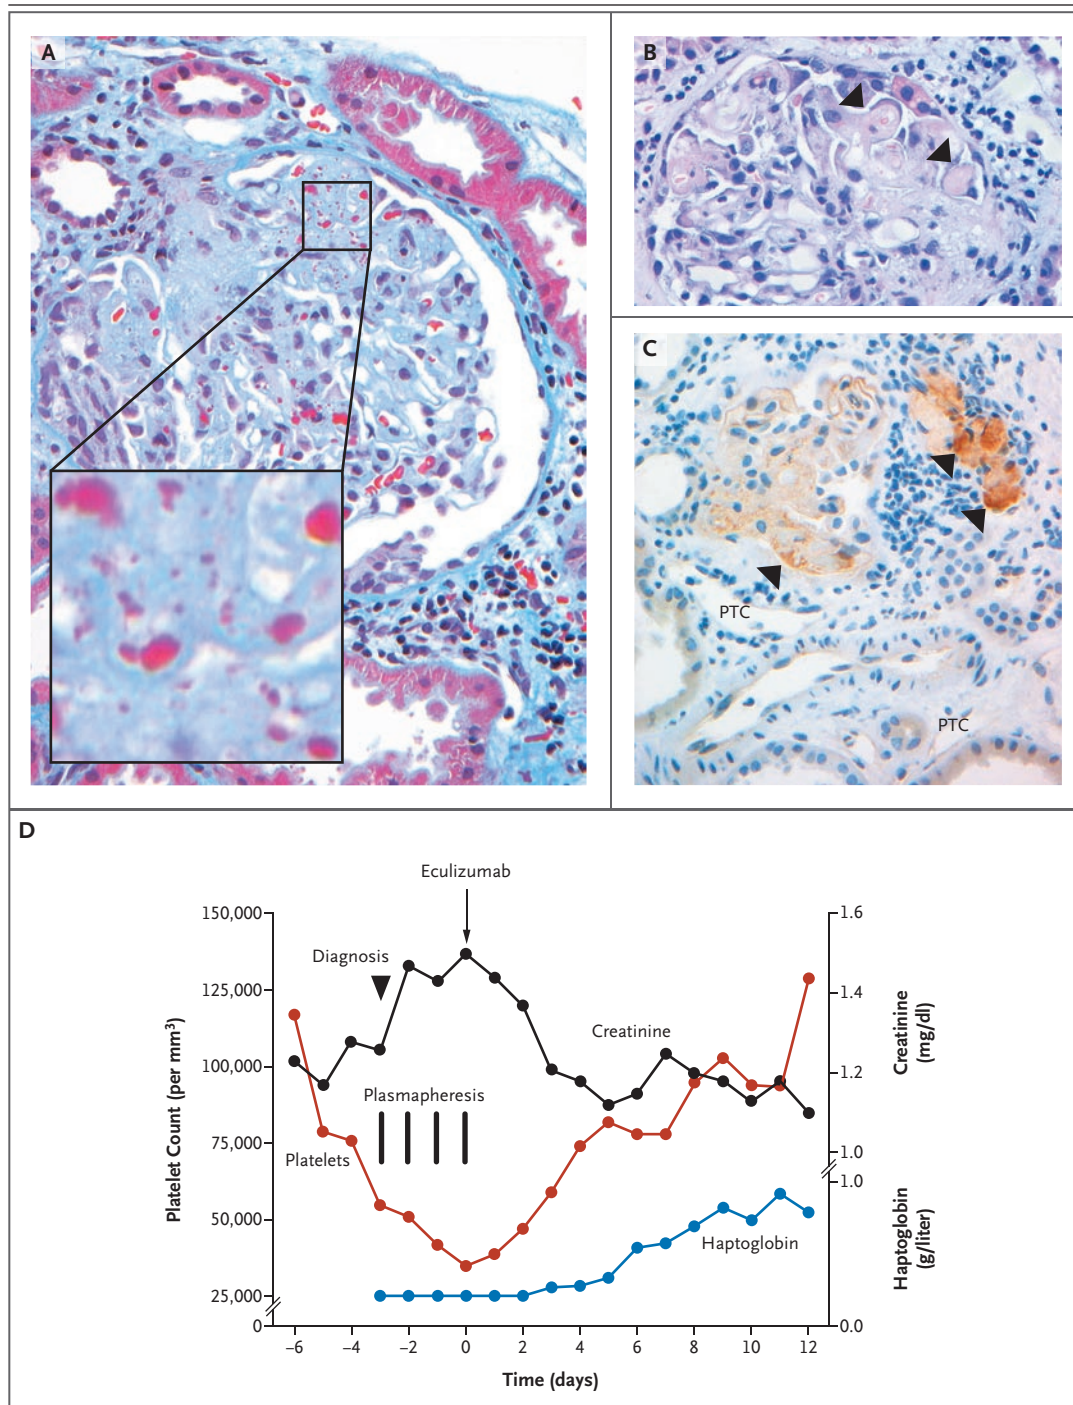 A
B
C
PTC
PTC
D
Eculizumab
150,000
1.6
Diagnosis
125,000
1.4
Creatinine
100,000
1.2
Plasmapheresis
75,000
Platelets
1.0
1.0
50,000
Haptoglobin
25,000
0
0.0
Platelet Count (per mm³)
Creatinine
(mg/dl)
Haptoglobin
(g/liter)
−6 −4 −2 0 2 4 6 8 10 12
Time (days)